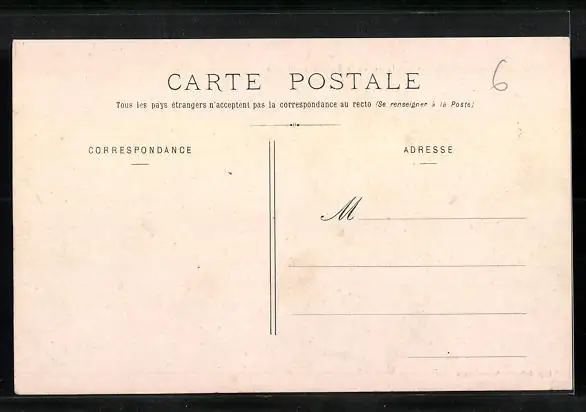 CARTE POSTALE
6
Tous les pays étrangers n'acceptent pas la correspondance au recto (Se renseigner à la Poste)
CORRESPONDANCE
ADRESSE
M